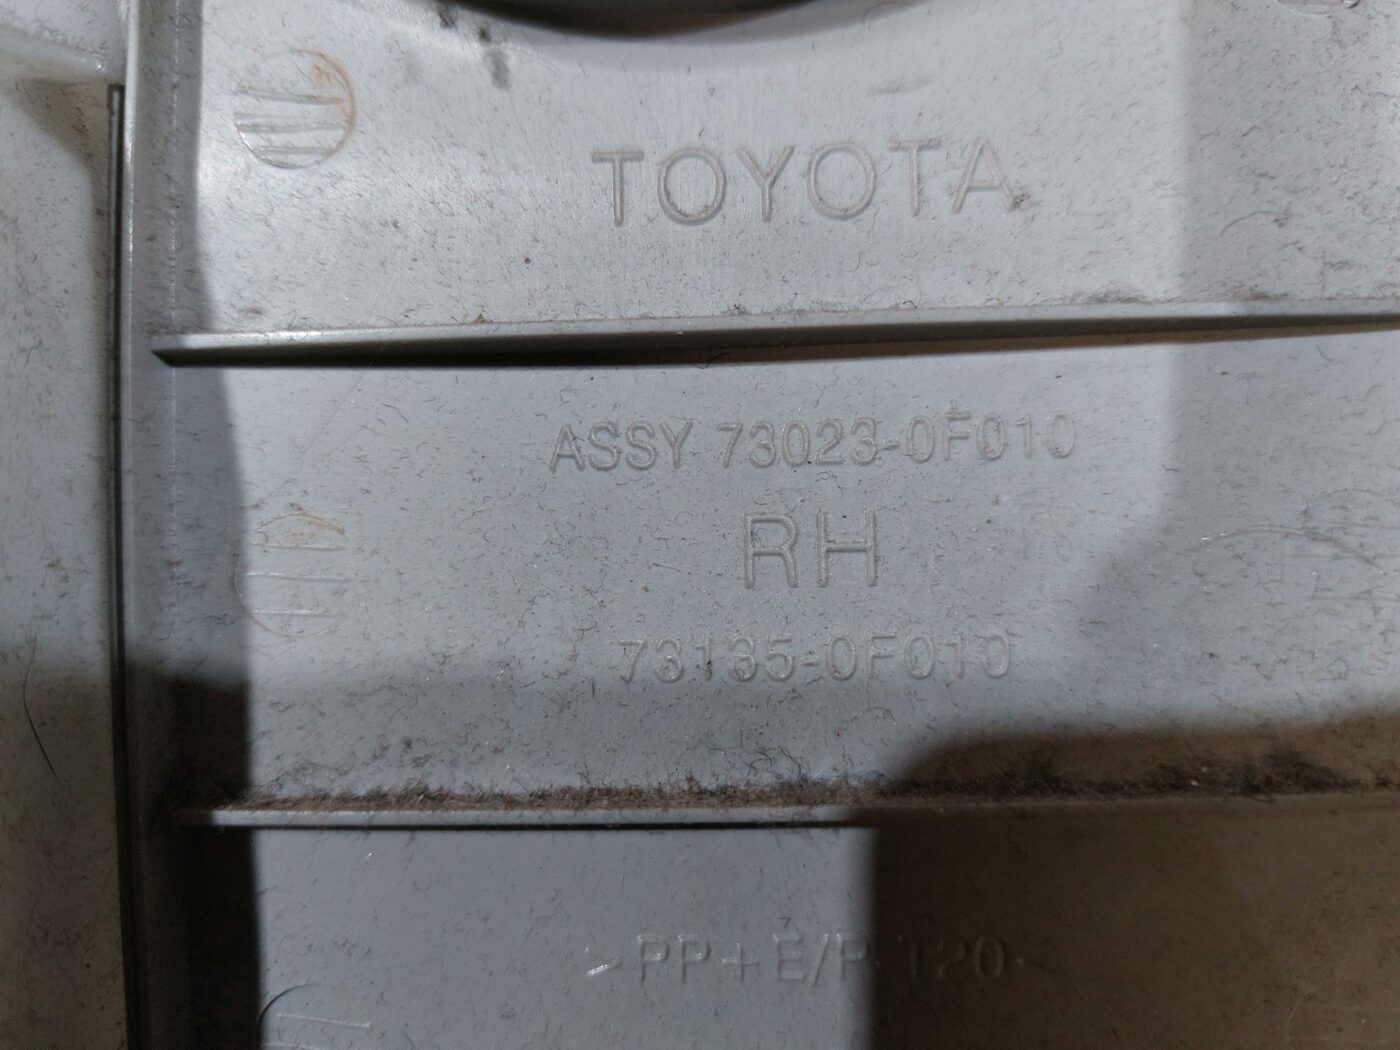 TOYOTA
ASSY 73023-0F010
RH
73135-0F010
>PP+E/P-T20<